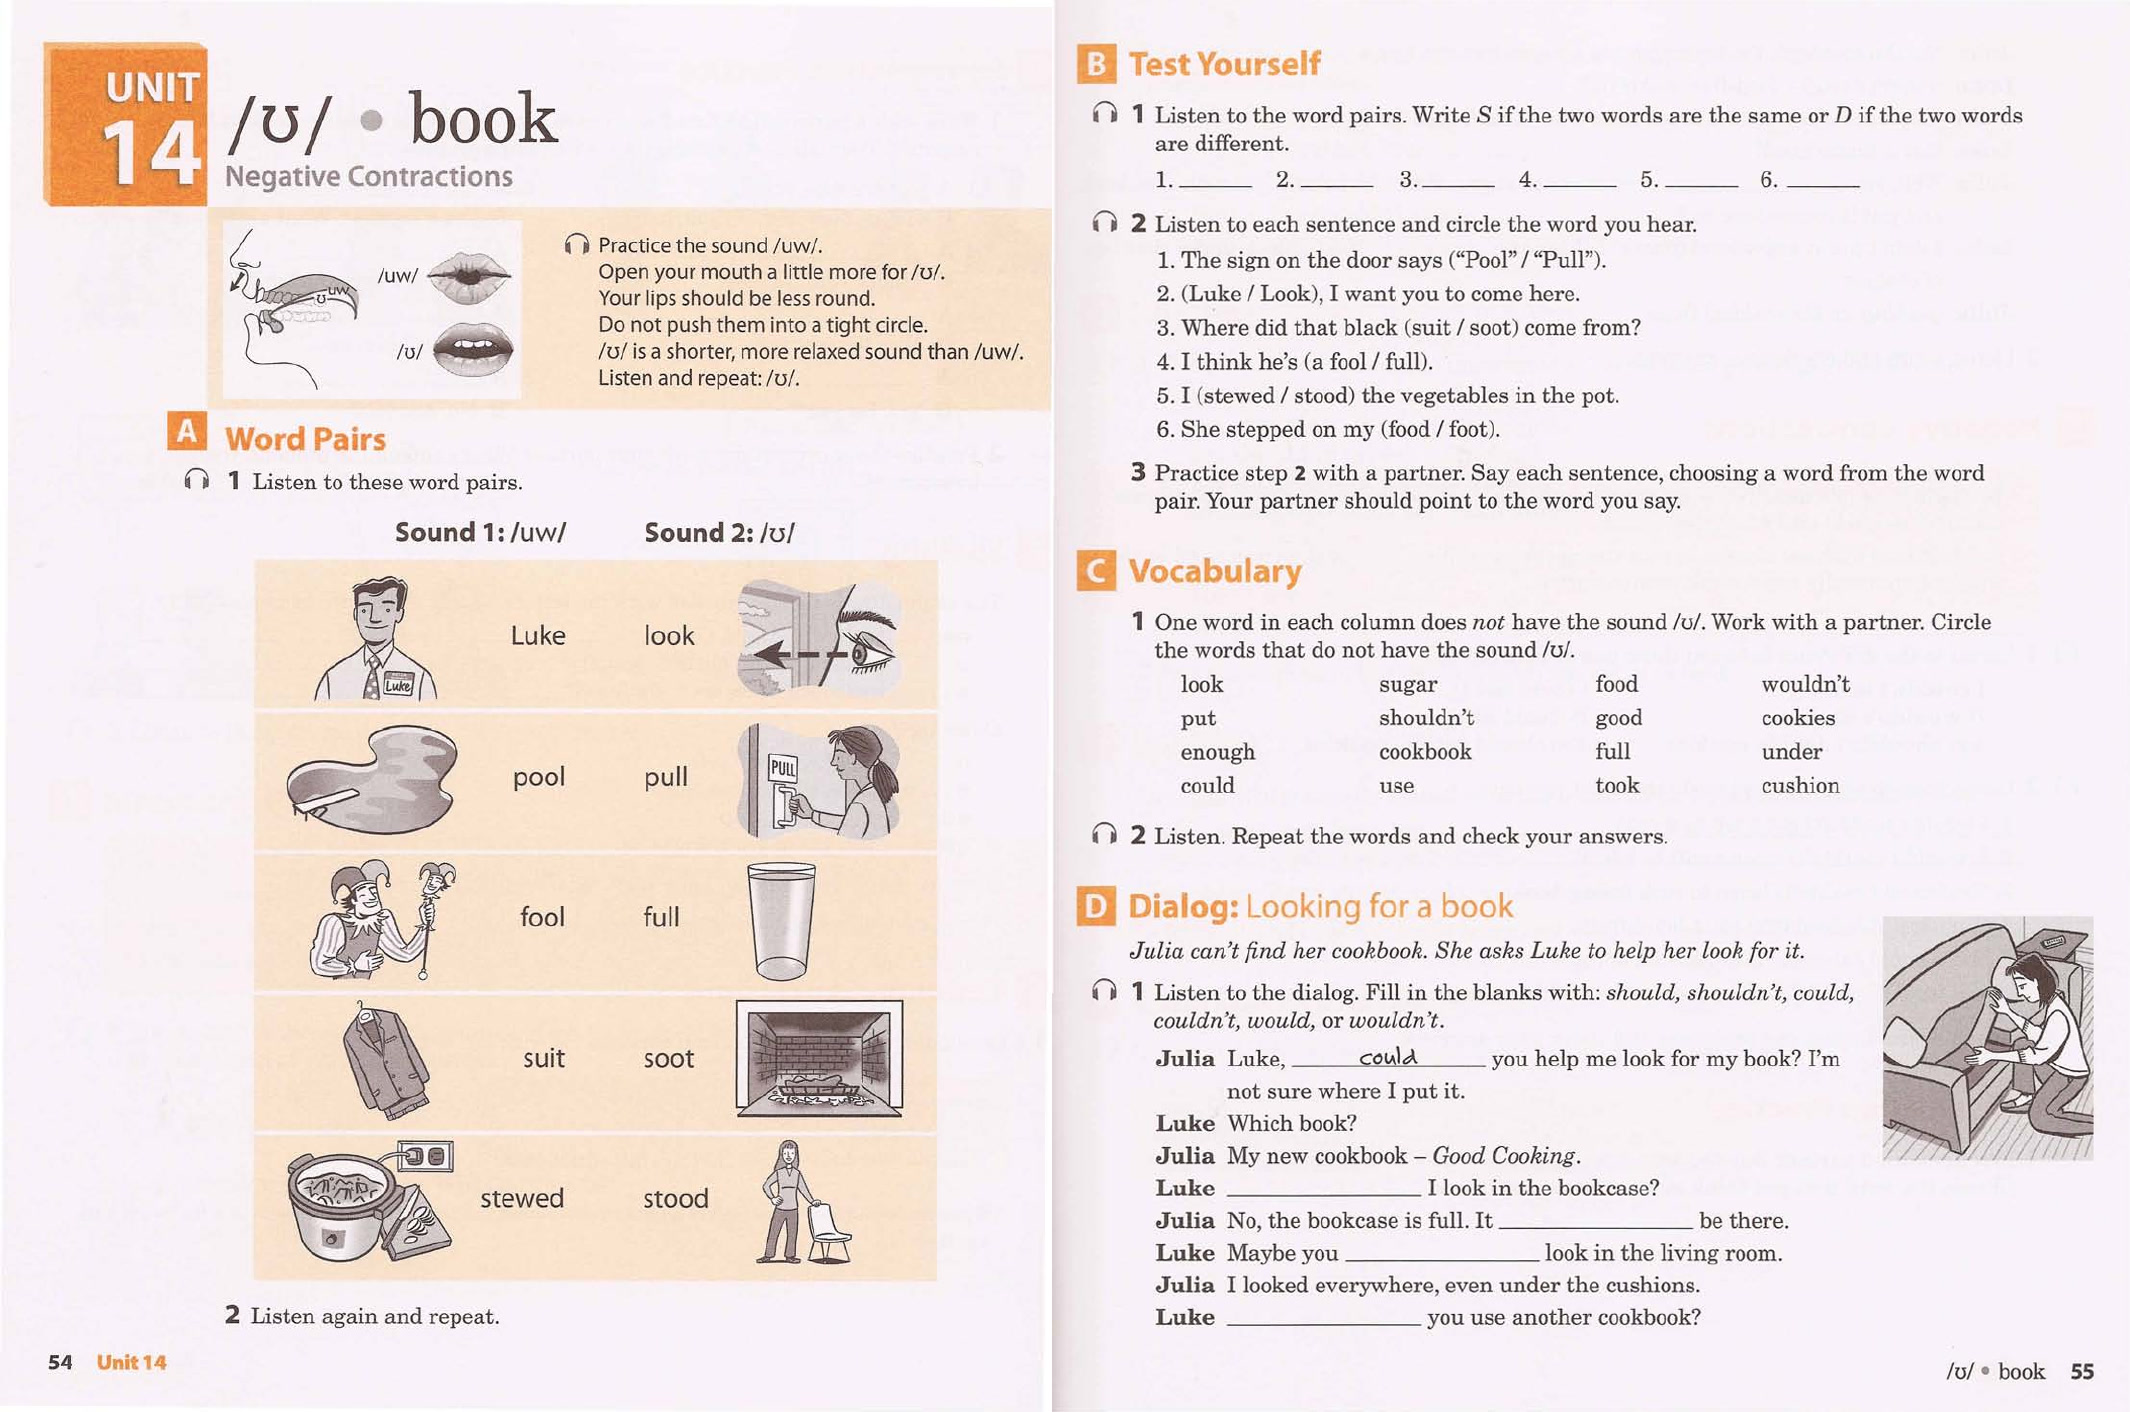 UNIT
14
/ʊ/ • book
Negative Contractions
/uw/
/ʊ/
uw
ʊ
Practice the sound /uw/.
Open your mouth a little more for /ʊ/.
Your lips should be less round.
Do not push them into a tight circle.
/ʊ/ is a shorter, more relaxed sound than /uw/.
Listen and repeat: /ʊ/.
A Word Pairs
1 Listen to these word pairs.
Sound 1: /uw/ Sound 2: /ʊ/
Luke look
Luke
pool pull
PULL
fool full
suit soot
stewed stood
2 Listen again and repeat.
54 Unit 14
B Test Yourself
1 Listen to the word pairs. Write S if the two words are the same or D if the two words
are different.
1. ______ 2. ______ 3. ______ 4. ______ 5. ______ 6. ______
2 Listen to each sentence and circle the word you hear.
1. The sign on the door says (“Pool” / “Pull”).
2. (Luke / Look), I want you to come here.
3. Where did that black (suit / soot) come from?
4. I think he’s (a fool / full).
5. I (stewed / stood) the vegetables in the pot.
6. She stepped on my (food / foot).
3 Practice step 2 with a partner. Say each sentence, choosing a word from the word
pair. Your partner should point to the word you say.
C Vocabulary
1 One word in each column does not have the sound /ʊ/. Work with a partner. Circle
the words that do not have the sound /ʊ/.
look sugar food wouldn’t
put shouldn’t good cookies
enough cookbook full under
could use took cushion
2 Listen. Repeat the words and check your answers.
D Dialog: Looking for a book
Julia can’t find her cookbook. She asks Luke to help her look for it.
1 Listen to the dialog. Fill in the blanks with: should, shouldn’t, could,
couldn’t, would, or wouldn’t.
Julia Luke, could you help me look for my book? I’m
not sure where I put it.
Luke Which book?
Julia My new cookbook – Good Cooking.
Luke ________________ I look in the bookcase?
Julia No, the bookcase is full. It ________________ be there.
Luke Maybe you ________________ look in the living room.
Julia I looked everywhere, even under the cushions.
Luke ________________ you use another cookbook?
/ʊ/ • book 55